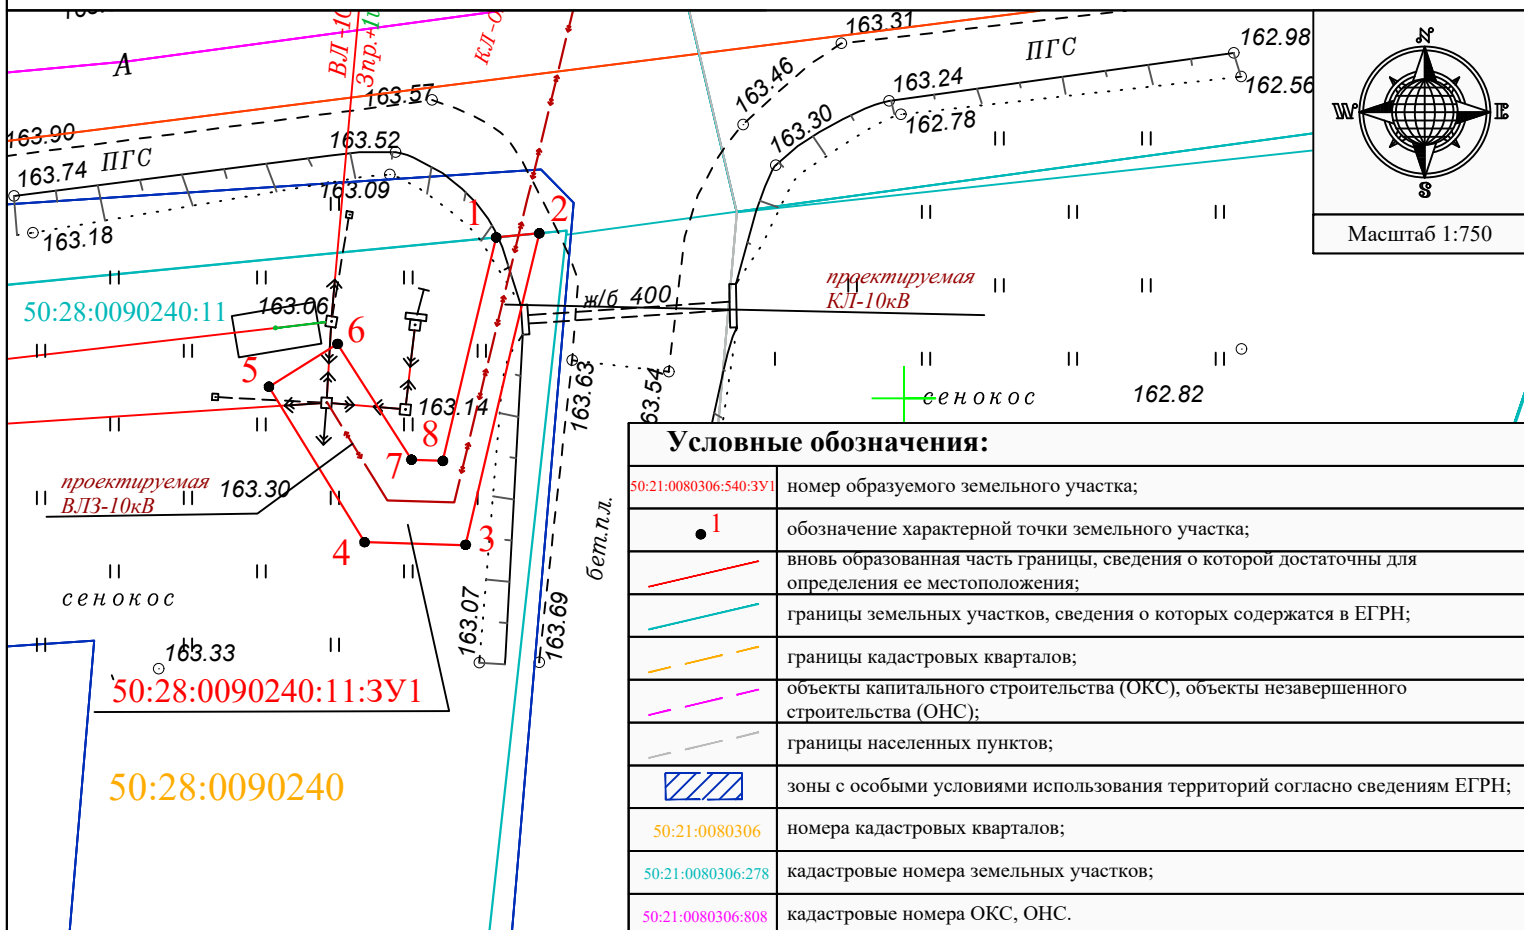 А
ВЛ-10
3пр.+1
КЛ-0
163.31
ПГС
162.98
162.56
163.46
163.24
163.30
162.78
163.57
163.90
163.52
163.74
ПГС
163.09
163.18
N
W
E
S
Масштаб 1:750
1
2
проектируемая
КЛ-10кВ
ж/б 400
50:28:0090240:11
163.06
6
5
163.63
63.54
163.14
сенокос
162.82
8
7
проектируемая
ВЛЗ-10кВ
163.30
4
3
бет.пл.
сенокос
163.07
163.69
163.33
50:28:0090240:11:ЗУ1
50:28:0090240
Условные обозначения:
50:21:0080306:540:ЗУ1 номер образуемого земельного участка;
1 обозначение характерной точки земельного участка;
вновь образованная часть границы, сведения о которой достаточны для
определения ее местоположения;
границы земельных участков, сведения о которых содержатся в ЕГРН;
границы кадастровых кварталов;
объекты капитального строительства (ОКС), объекты незавершенного
строительства (ОНС);
границы населенных пунктов;
зоны с особыми условиями использования территорий согласно сведениям ЕГРН;
50:21:0080306 номера кадастровых кварталов;
50:21:0080306:278 кадастровые номера земельных участков;
50:21:0080306:808 кадастровые номера ОКС, ОНС.